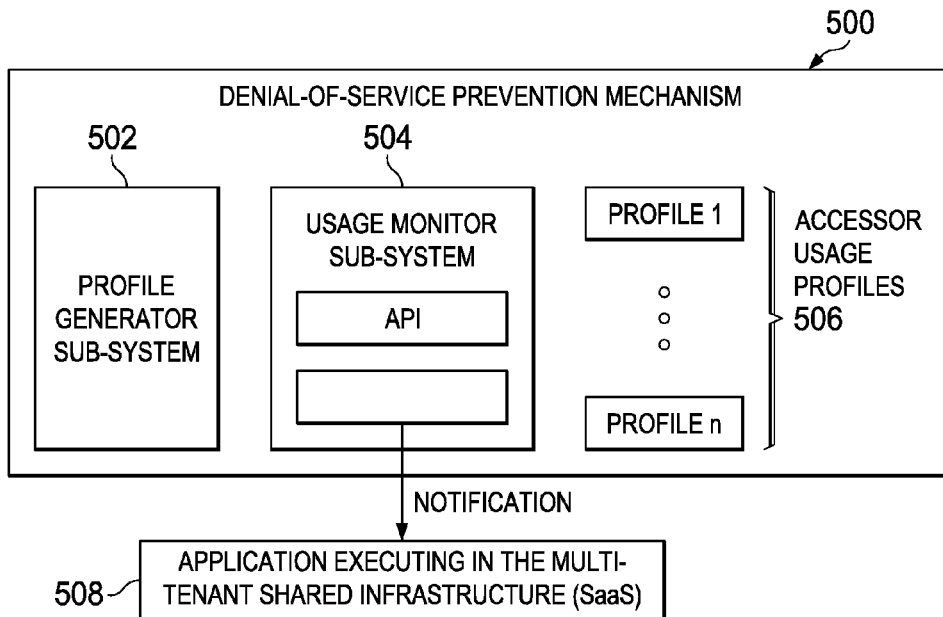 500
DENIAL-OF-SERVICE PREVENTION MECHANISM
502
504
PROFILE
GENERATOR
SUB-SYSTEM
USAGE MONITOR
SUB-SYSTEM
API
PROFILE 1
PROFILE n
ACCESSOR
USAGE
PROFILES
506
NOTIFICATION
508
APPLICATION EXECUTING IN THE MULTI-
TENANT SHARED INFRASTRUCTURE (SaaS)